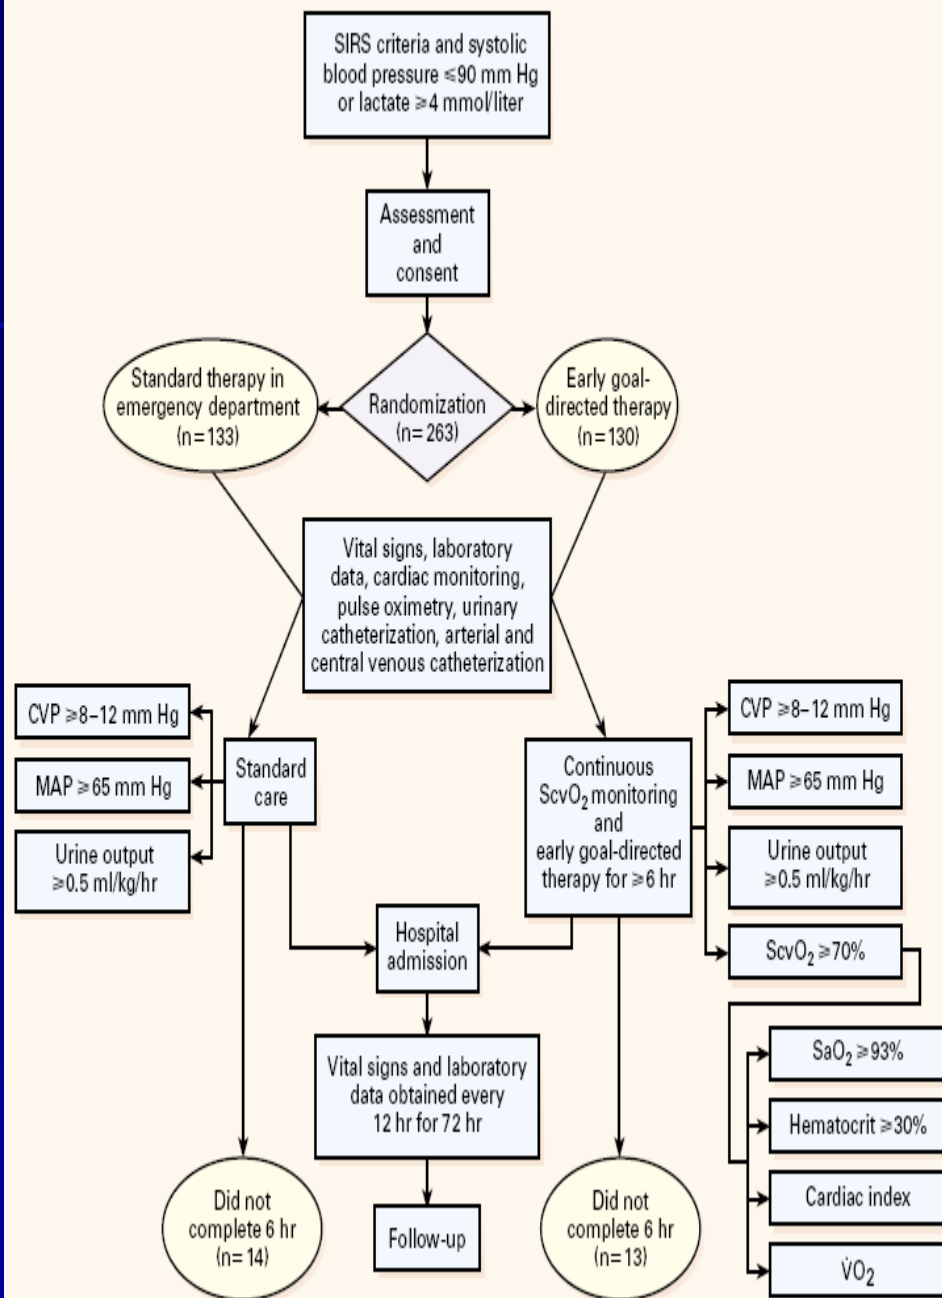 SIRS criteria and systolic
blood pressure ≤90 mm Hg
or lactate ≥4 mmol/liter
Assessment
and
consent
Standard therapy in
emergency department
(n=133)
Randomization
(n=263)
Early goal-
directed therapy
(n=130)
Vital signs, laboratory
data, cardiac monitoring,
pulse oximetry, urinary
catheterization, arterial and
central venous catheterization
CVP ≥8–12 mm Hg
MAP ≥65 mm Hg
Urine output
≥0.5 ml/kg/hr
Standard
care
Continuous
ScvO₂ monitoring
and
early goal-directed
therapy for ≥6 hr
CVP ≥8–12 mm Hg
MAP ≥65 mm Hg
Urine output
≥0.5 ml/kg/hr
ScvO₂ ≥70%
SaO₂ ≥93%
Hematocrit ≥30%
Cardiac index
V̇O₂
Hospital
admission
Vital signs and laboratory
data obtained every
12 hr for 72 hr
Follow-up
Did not
complete 6 hr
(n=14)
Did not
complete 6 hr
(n=13)